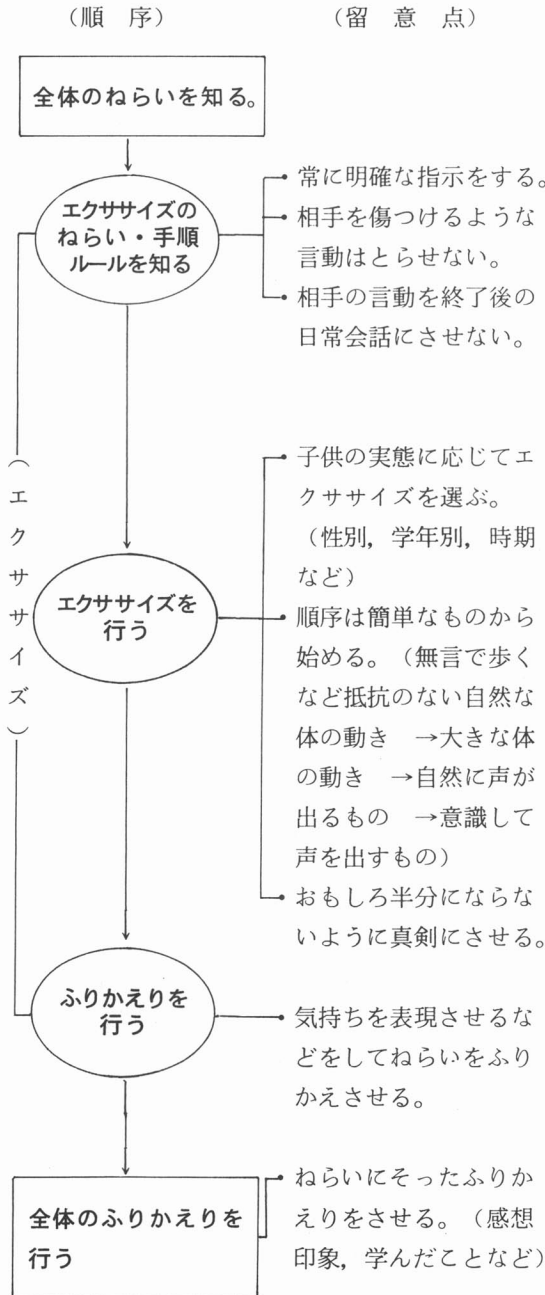 （順　序）
（留　意　点）
全体のねらいを知る。
エクササイズの
ねらい・手順
ルールを知る
・常に明確な指示をする。
・相手を傷つけるような
言動はとらせない。
・相手の言動を終了後の
日常会話にさせない。
（エクササイズ）
エクササイズを
行う
・子供の実態に応じてエ
クササイズを選ぶ。
（性別，学年別，時期
など）
・順序は簡単なものから
始める。（無言で歩く
など抵抗のない自然な
体の動き　→大きな体
の動き　→自然に声が
出るもの　→意識して
声を出すもの）
・おもしろ半分にならな
いように真剣にさせる。
ふりかえりを
行う
・気持ちを表現させるな
どをしてねらいをふり
かえさせる。
全体のふりかえりを
行う
・ねらいにそったふりか
えりをさせる。（感想
印象，学んだことなど）